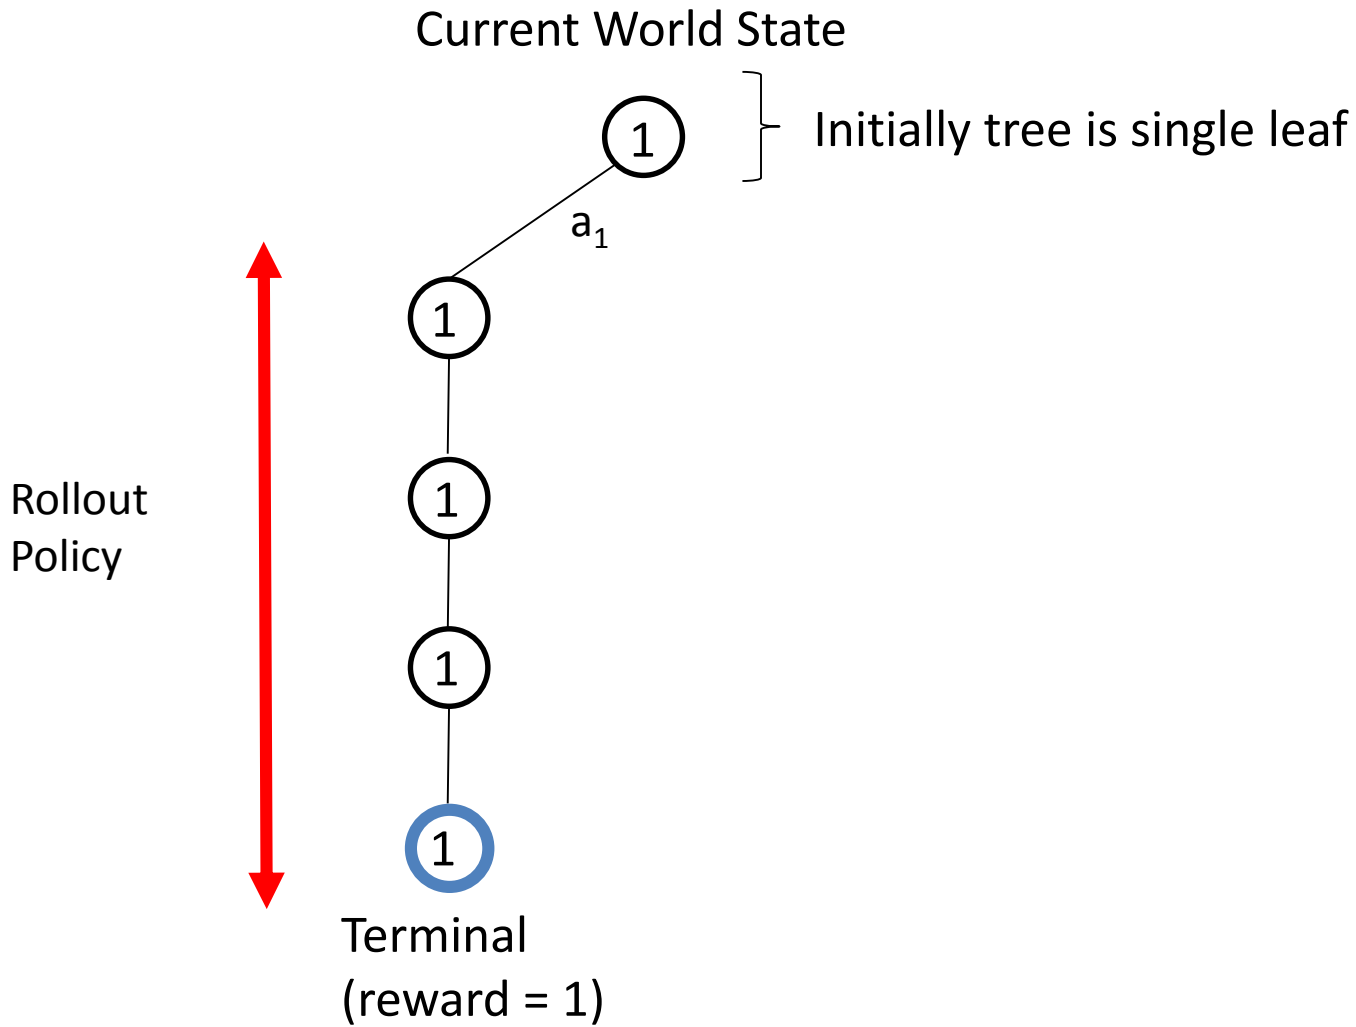 Current World State
1
Initially tree is single leaf
a₁
1
1
Rollout
Policy
1
1
Terminal
(reward = 1)